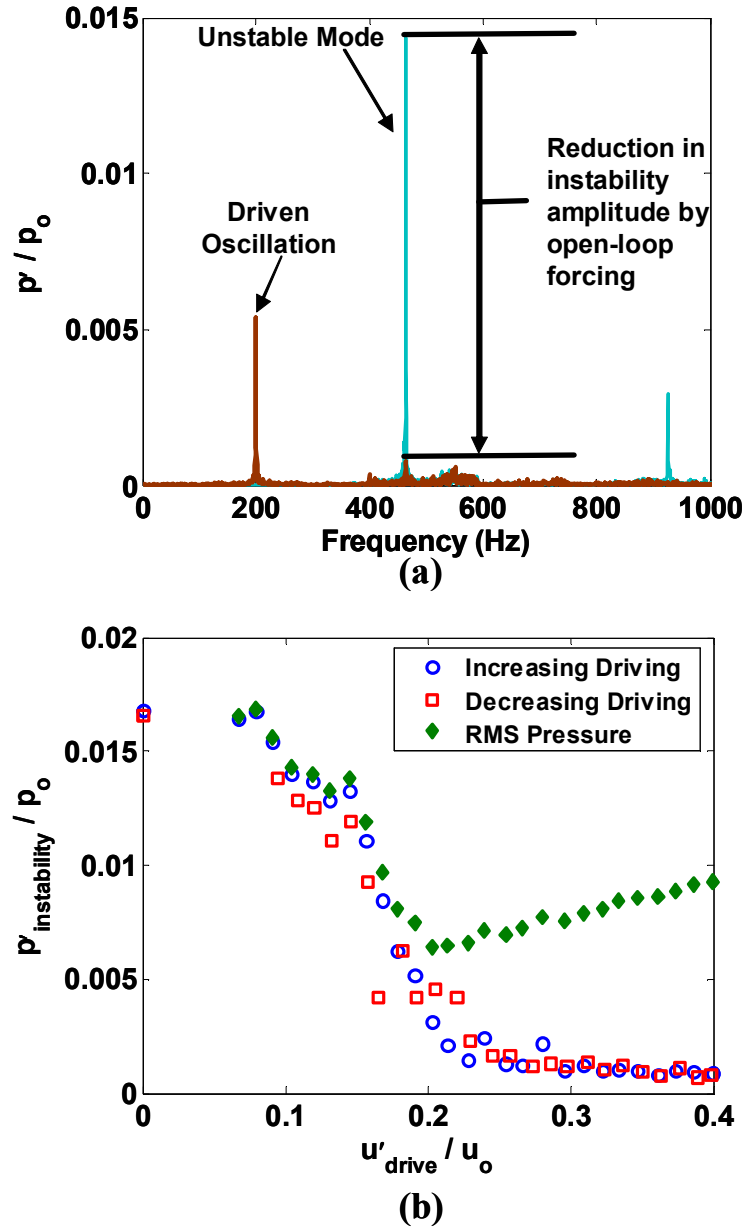 0.015
Unstable Mode
0.01
Reduction in
instability
amplitude by
open-loop
forcing
Driven
Oscillation
p′ / pₒ
0.005
0
0 200 400 600 800 1000
Frequency (Hz)
(a)
0.02
Increasing Driving
Decreasing Driving
RMS Pressure
0.015
p′instability / pₒ
0.01
0.005
0
0 0.1 0.2 0.3 0.4
u′drive / uₒ
(b)